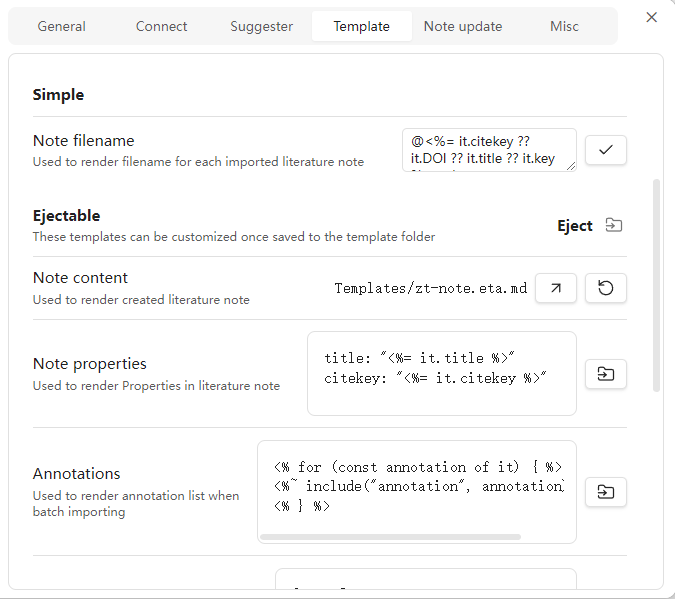 General Connect Suggester Template Note update Misc
Simple
Note filename
Used to render filename for each imported literature note
@<%= it.citekey ??
it.DOI ?? it.title ?? it.key
Ejectable
These templates can be customized once saved to the template folder
Eject
Note content
Used to render created literature note
Templates/zt-note.eta.md
Note properties
Used to render Properties in literature note
title: "<%= it.title %>"
citekey: "<%= it.citekey %>"
Annotations
Used to render annotation list when
batch importing
<% for (const annotation of it) { %>
<%~ include("annotation", annotation)
<% } %>